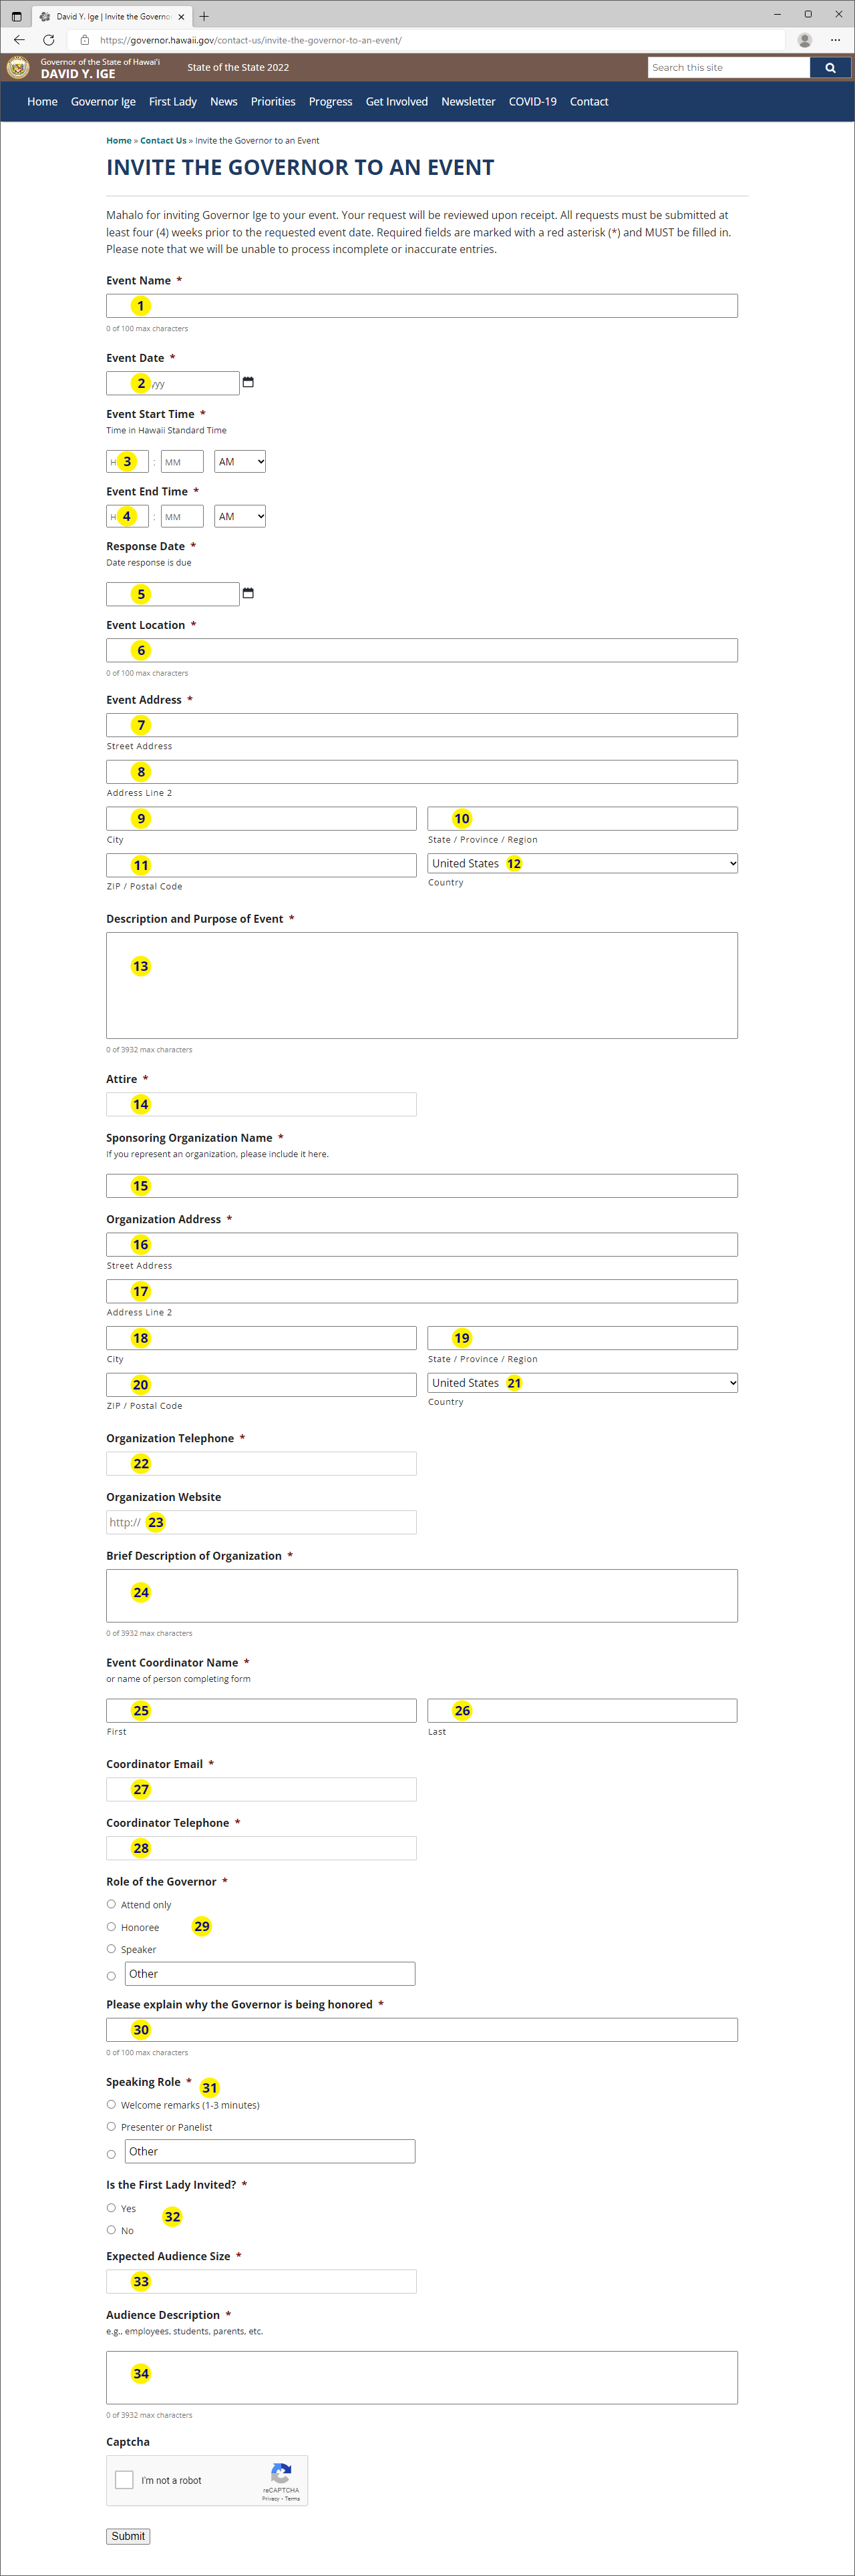 David Y. Ige | Invite the Governor
https://governor.hawaii.gov/contact-us/invite-the-governor-to-an-event/
Governor of the State of Hawai'i
DAVID Y. IGE
State of the State 2022
Search this site
Home Governor Ige First Lady News Priorities Progress Get Involved Newsletter COVID-19 Contact
Home » Contact Us » Invite the Governor to an Event
INVITE THE GOVERNOR TO AN EVENT
Mahalo for inviting Governor Ige to your event. Your request will be reviewed upon receipt. All requests must be submitted at
least four (4) weeks prior to the requested event date. Required fields are marked with a red asterisk (*) and MUST be filled in.
Please note that we will be unable to process incomplete or inaccurate entries.
Event Name *
1
0 of 100 max characters
Event Date *
2 yyy
Event Start Time *
Time in Hawaii Standard Time
H 3 : MM AM
Event End Time *
H 4 : MM AM
Response Date *
Date response is due
5
Event Location *
6
0 of 100 max characters
Event Address *
7
Street Address
8
Address Line 2
9 10
City State / Province / Region
11 United States 12
ZIP / Postal Code Country
Description and Purpose of Event *
13
0 of 3932 max characters
Attire *
14
Sponsoring Organization Name *
If you represent an organization, please include it here.
15
Organization Address *
16
Street Address
17
Address Line 2
18 19
City State / Province / Region
20 United States 21
ZIP / Postal Code Country
Organization Telephone *
22
Organization Website
http:// 23
Brief Description of Organization *
24
0 of 3932 max characters
Event Coordinator Name *
or name of person completing form
25 26
First Last
Coordinator Email *
27
Coordinator Telephone *
28
Role of the Governor *
Attend only
Honoree 29
Speaker
Other
Please explain why the Governor is being honored *
30
0 of 100 max characters
Speaking Role * 31
Welcome remarks (1-3 minutes)
Presenter or Panelist
Other
Is the First Lady Invited? *
Yes
32
No
Expected Audience Size *
33
Audience Description *
e.g., employees, students, parents, etc.
34
0 of 3932 max characters
Captcha
I'm not a robot
reCAPTCHA
Privacy - Terms
Submit